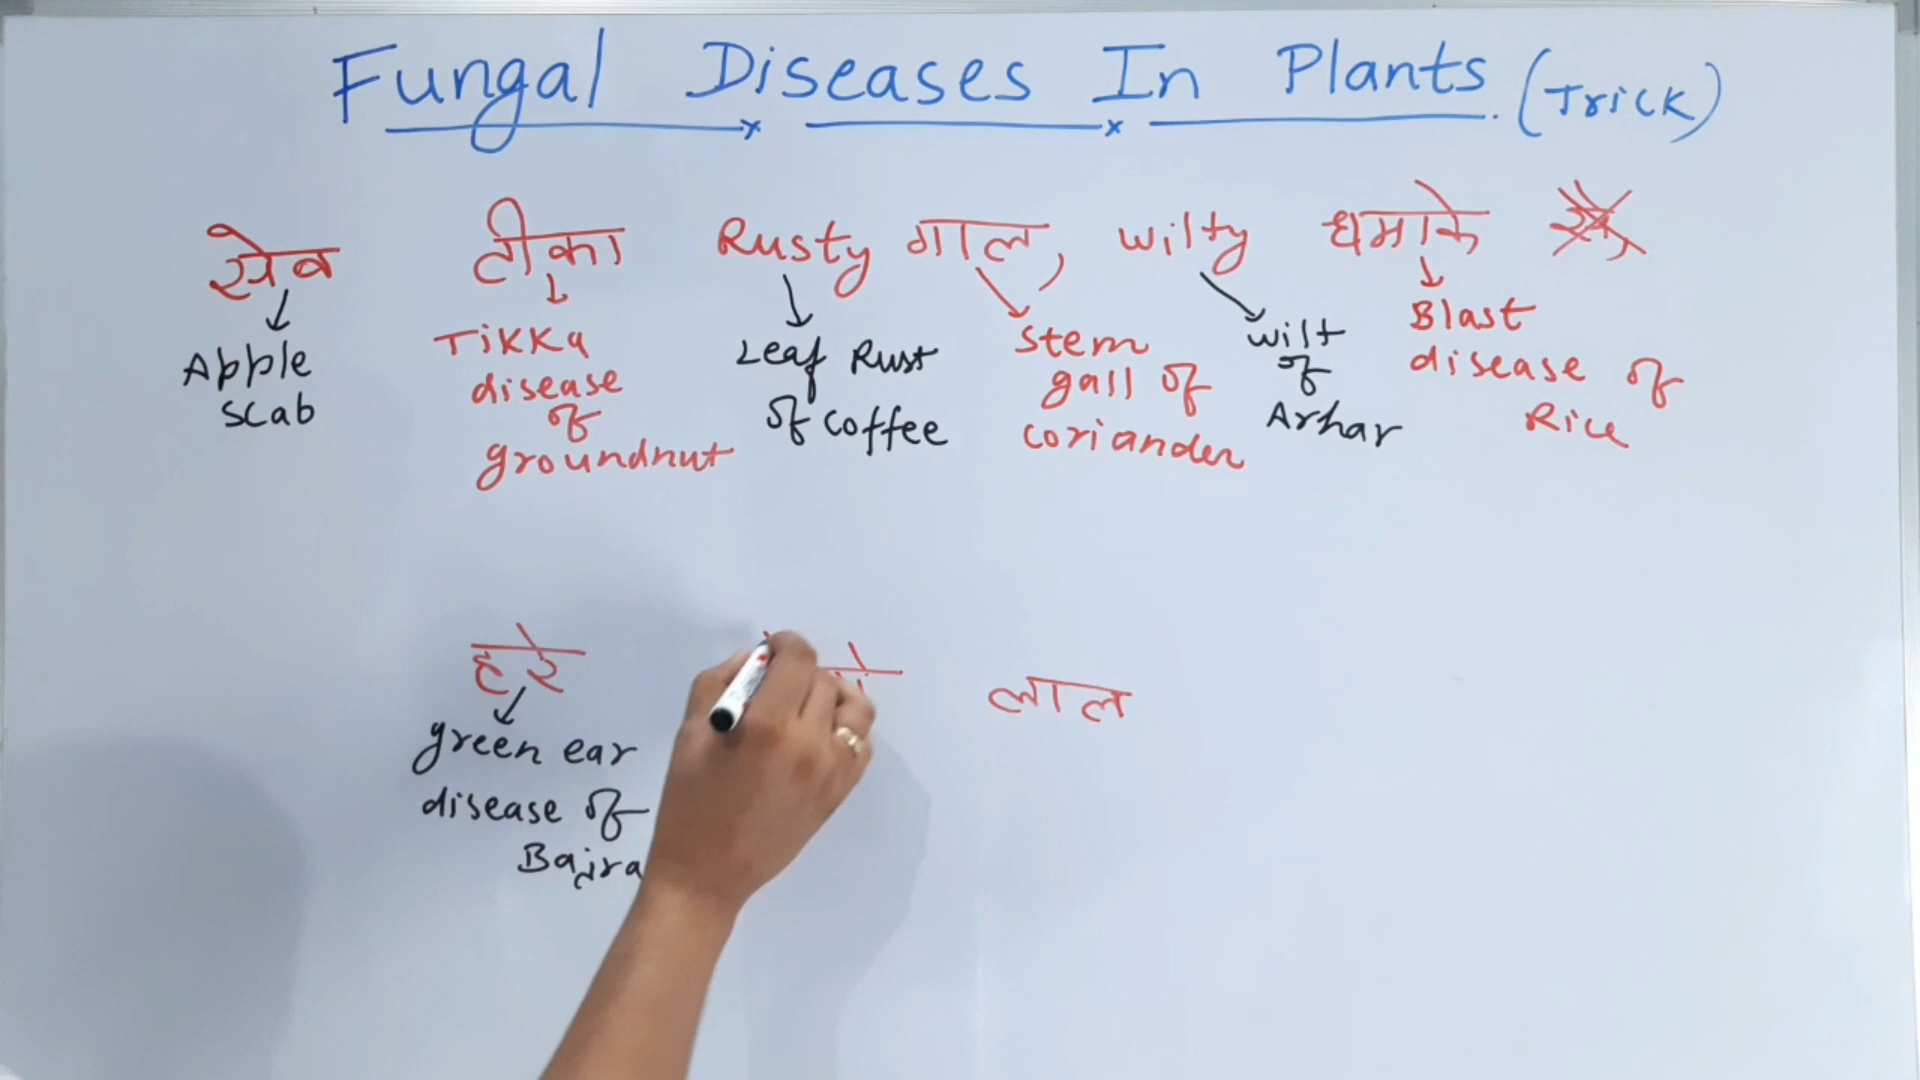 Fungal Diseases In Plants. (Trick)
सेब टीका Rusty गाल, wilty धमाके
Apple scab
Tikka disease of groundnut
Leaf Rust of coffee
Stem gall of coriander
wilt of Arhar
Blast disease of Rice
हरे लाल
green ear disease of Bajra